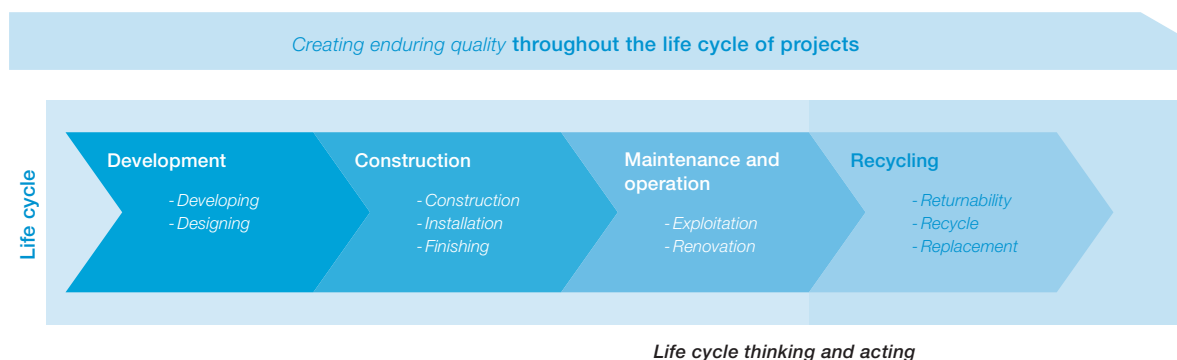 Creating enduring quality throughout the life cycle of projects
Life cycle
Development
- Developing
- Designing
Construction
- Construction
- Installation
- Finishing
Maintenance and
operation
- Exploitation
- Renovation
Recycling
- Returnability
- Recycle
- Replacement
Life cycle thinking and acting